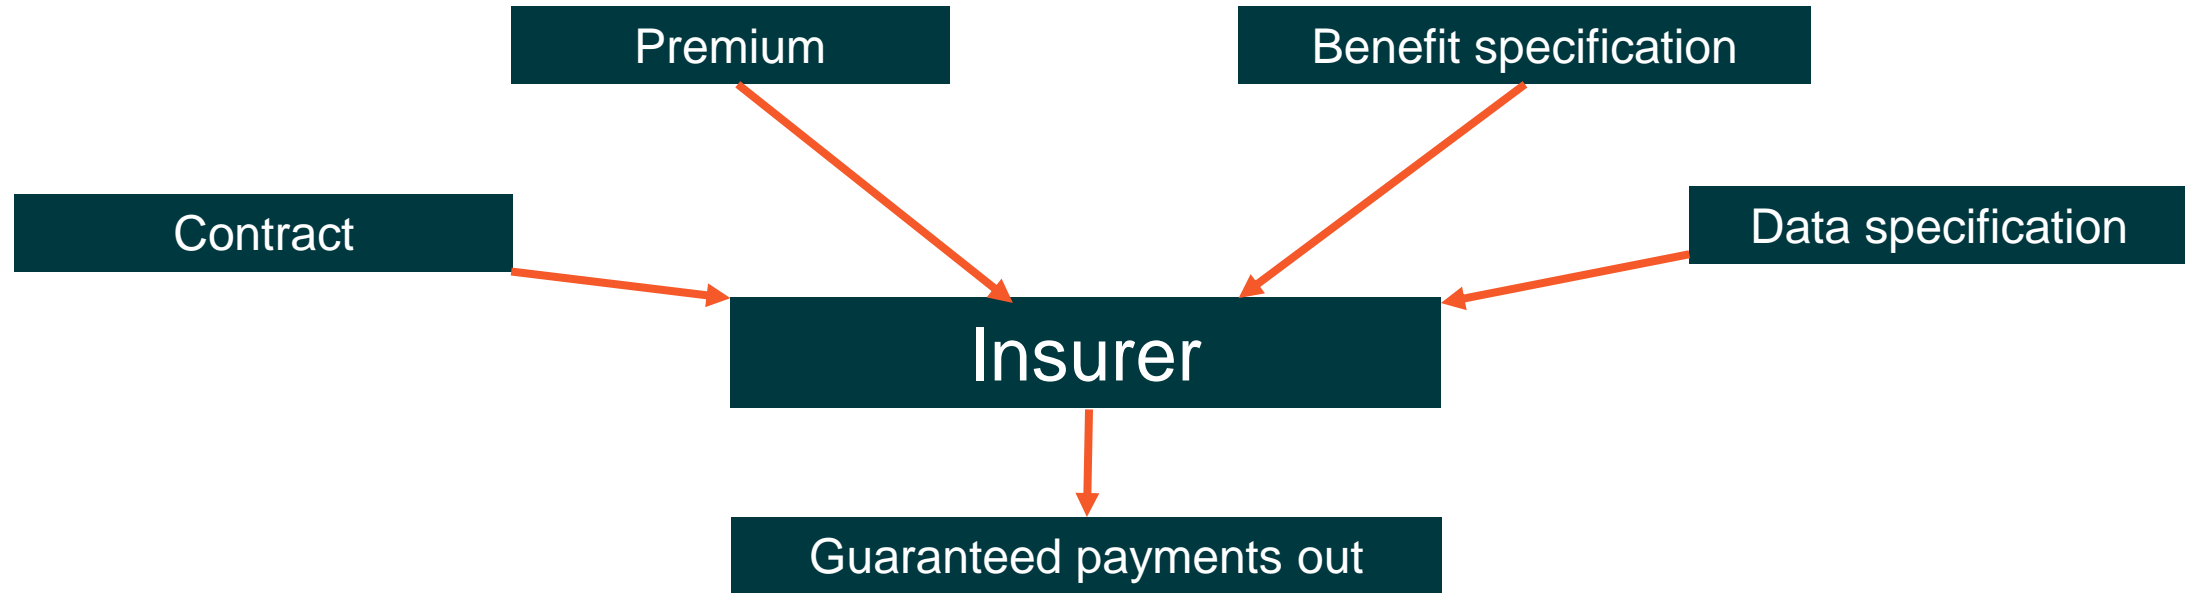 Premium
Benefit specification
Contract
Data specification
Insurer
Guaranteed payments out